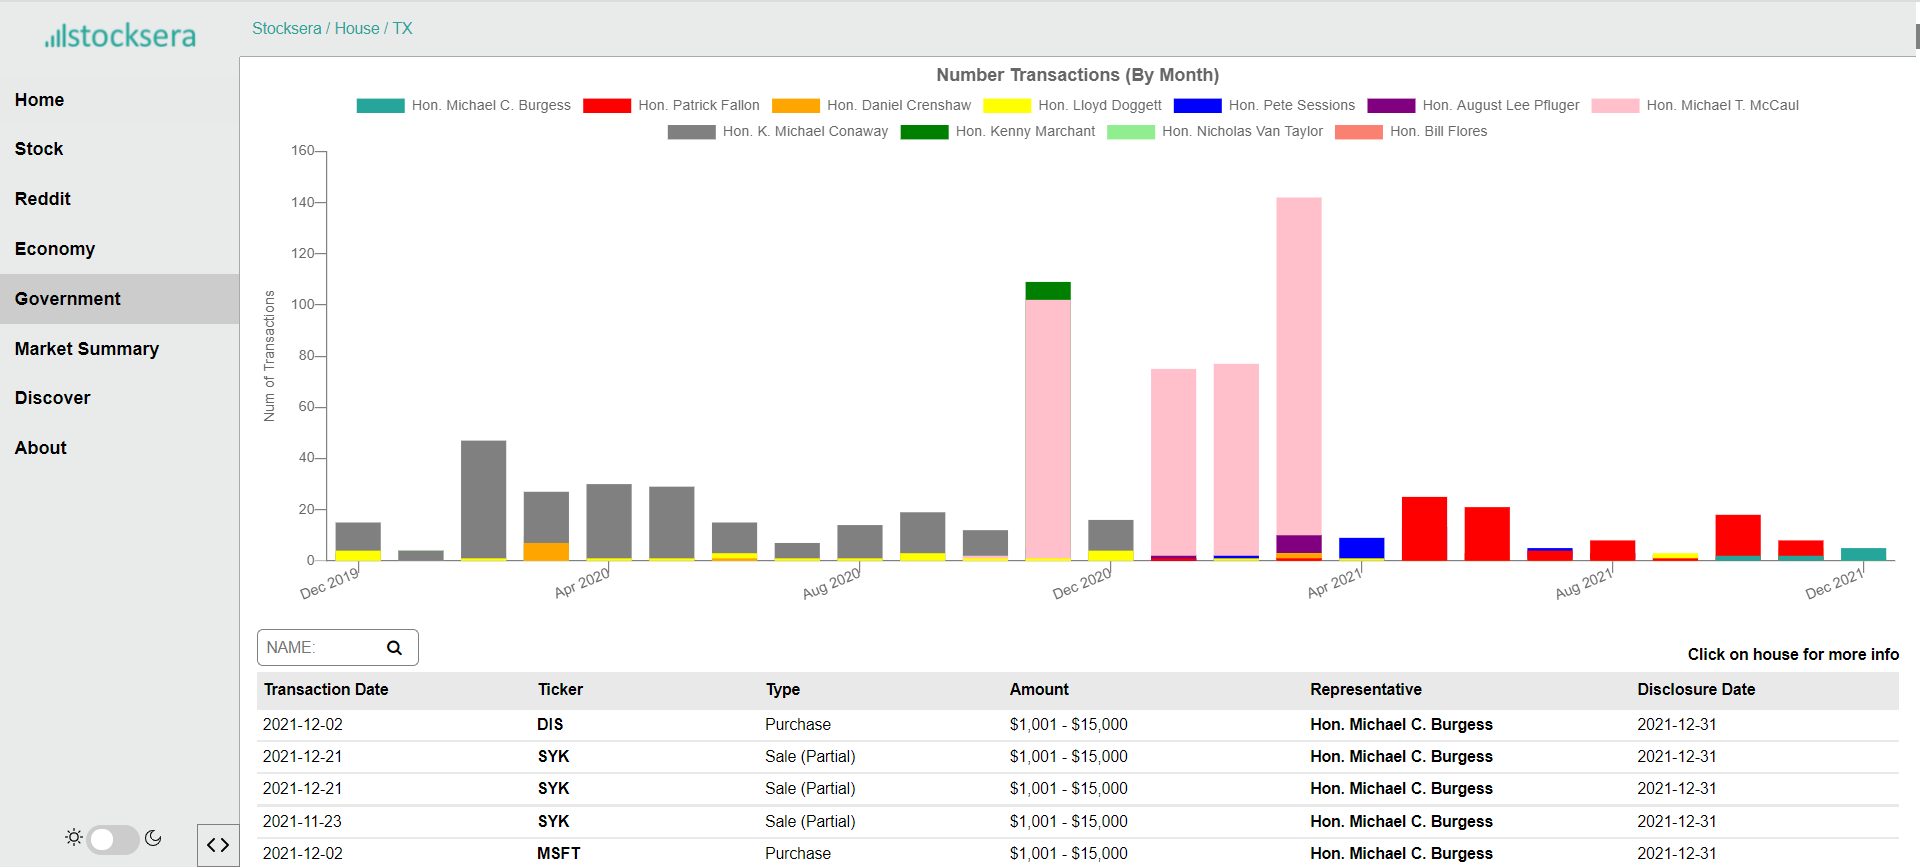 stocksera
Stocksera / House / TX
Home
Stock
Reddit
Economy
Government
Market Summary
Discover
About
Number Transactions (By Month)
Hon. Michael C. Burgess Hon. Patrick Fallon Hon. Daniel Crenshaw Hon. Lloyd Doggett Hon. Pete Sessions Hon. August Lee Pfluger Hon. Michael T. McCaul
Hon. K. Michael Conaway Hon. Kenny Marchant Hon. Nicholas Van Taylor Hon. Bill Flores
Num of Transactions
160
140
120
100
80
60
40
20
0
Dec 2019 Apr 2020 Aug 2020 Dec 2020 Apr 2021 Aug 2021 Dec 2021
NAME:
Click on house for more info
Transaction Date Ticker Type Amount Representative Disclosure Date
2021-12-02 DIS Purchase $1,001 - $15,000 Hon. Michael C. Burgess 2021-12-31
2021-12-21 SYK Sale (Partial) $1,001 - $15,000 Hon. Michael C. Burgess 2021-12-31
2021-12-21 SYK Sale (Partial) $1,001 - $15,000 Hon. Michael C. Burgess 2021-12-31
2021-11-23 SYK Sale (Partial) $1,001 - $15,000 Hon. Michael C. Burgess 2021-12-31
2021-12-02 MSFT Purchase $1,001 - $15,000 Hon. Michael C. Burgess 2021-12-31